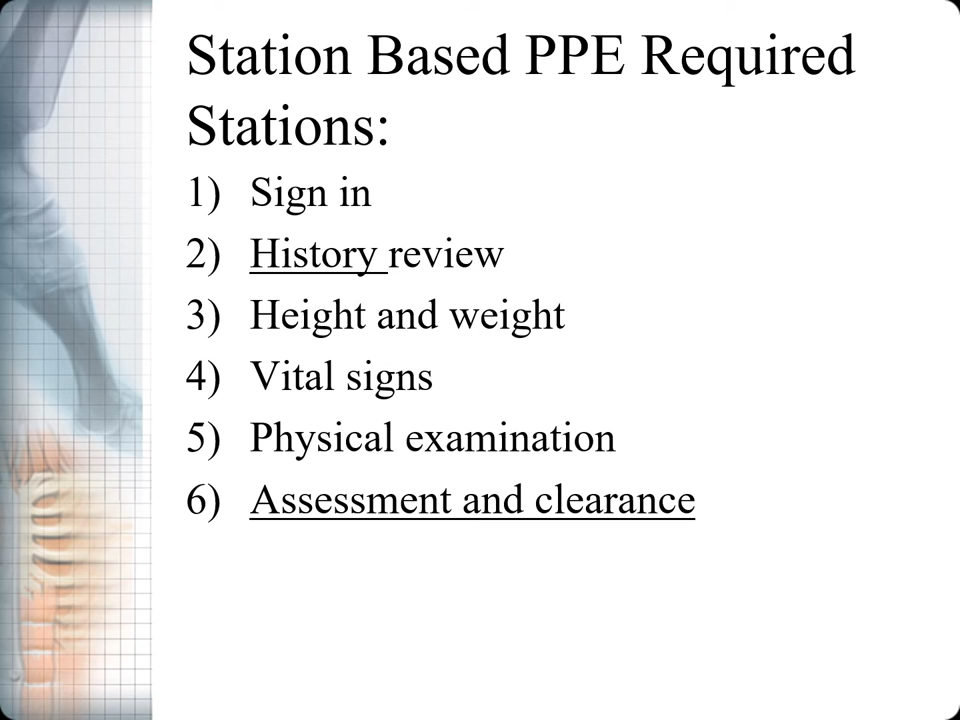 Station Based PPE Required
Stations:
1) Sign in
2) History review
3) Height and weight
4) Vital signs
5) Physical examination
6) Assessment and clearance